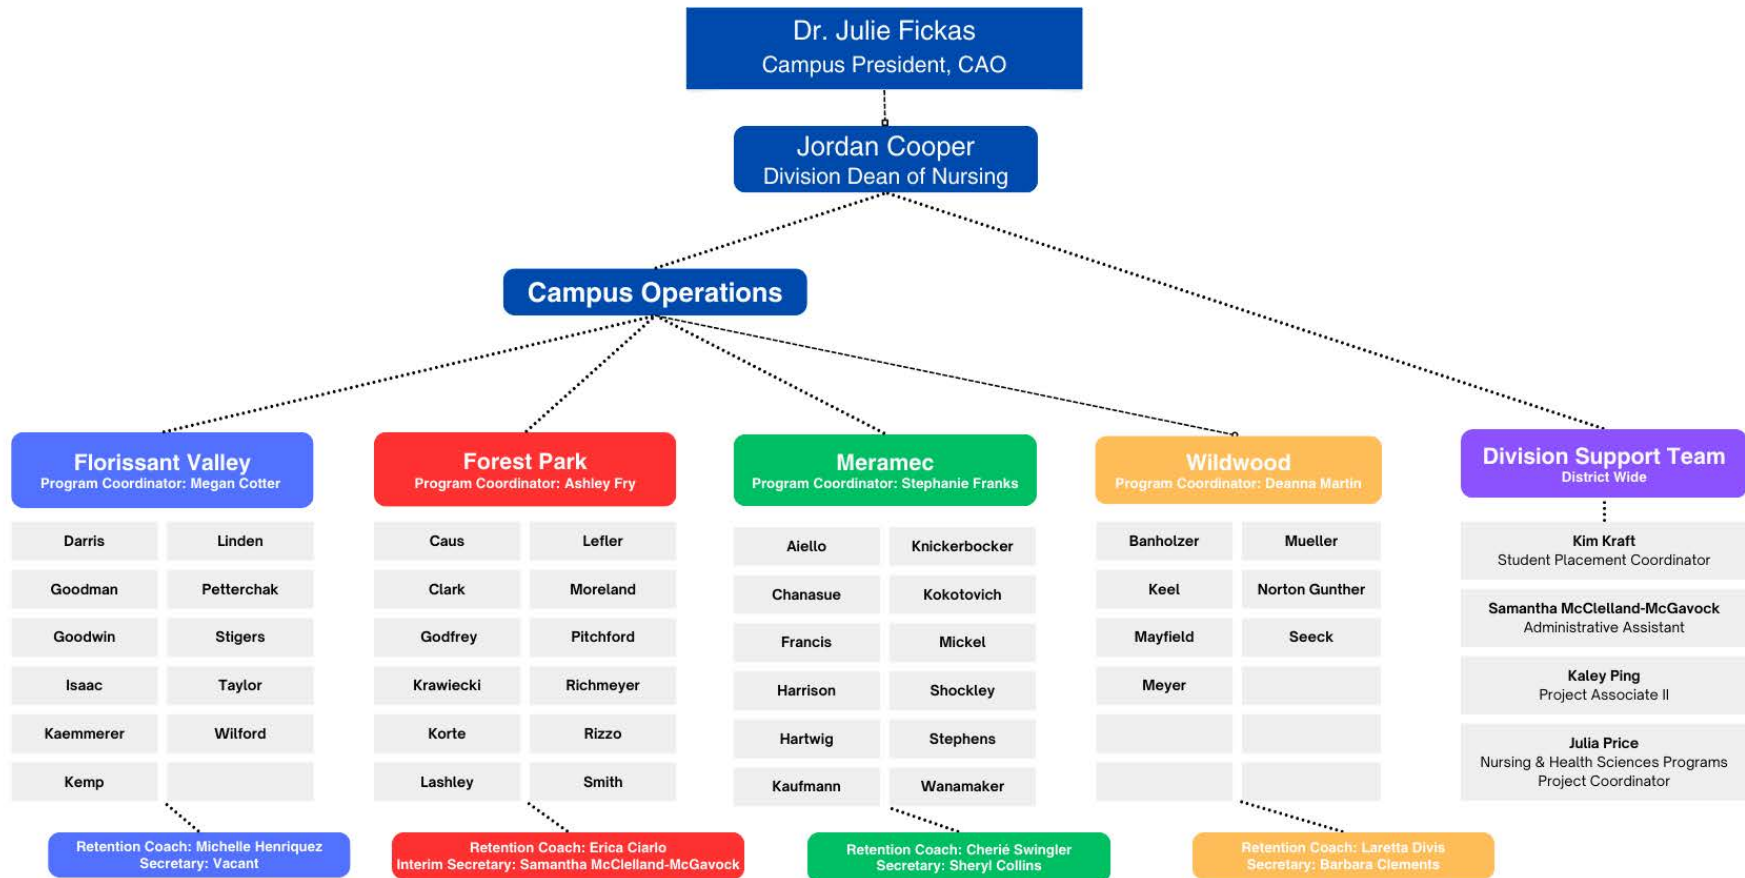 Dr. Julie Fickas
Campus President, CAO
Jordan Cooper
Division Dean of Nursing
Campus Operations
Florissant Valley
Program Coordinator: Megan Cotter
Darris
Linden
Goodman
Petterchak
Goodwin
Stigers
Isaac
Taylor
Kaemmerer
Wilford
Kemp
Retention Coach: Michelle Henriquez
Secretary: Vacant
Forest Park
Program Coordinator: Ashley Fry
Caus
Lefler
Clark
Moreland
Godfrey
Pitchford
Krawiecki
Richmeyer
Korte
Rizzo
Lashley
Smith
Retention Coach: Erica Ciarlo
Interim Secretary: Samantha McClelland-McGavock
Meramec
Program Coordinator: Stephanie Franks
Aiello
Knickerbocker
Chanasue
Kokotovich
Francis
Mickel
Harrison
Shockley
Hartwig
Stephens
Kaufmann
Wanamaker
Retention Coach: Cherié Swingler
Secretary: Sheryl Collins
Wildwood
Program Coordinator: Deanna Martin
Banholzer
Mueller
Keel
Norton Gunther
Mayfield
Seeck
Meyer
Retention Coach: Laretta Divis
Secretary: Barbara Clements
Division Support Team
District Wide
Kim Kraft
Student Placement Coordinator
Samantha McClelland-McGavock
Administrative Assistant
Kaley Ping
Project Associate II
Julia Price
Nursing & Health Sciences Programs
Project Coordinator